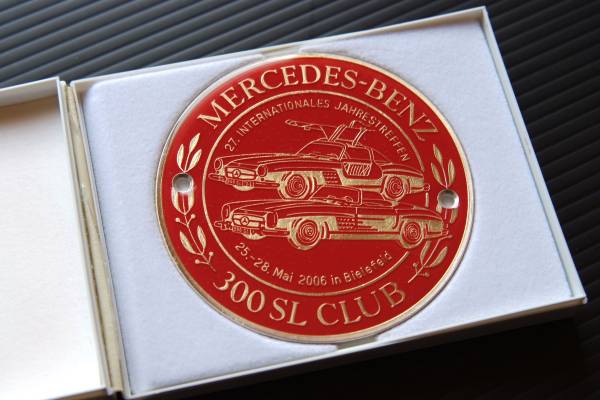 MERCEDES-BENZ
27. INTERNATIONALES JAHRESTREFFEN
25.-28. Mai 2006 in Bielefeld
300 SL CLUB